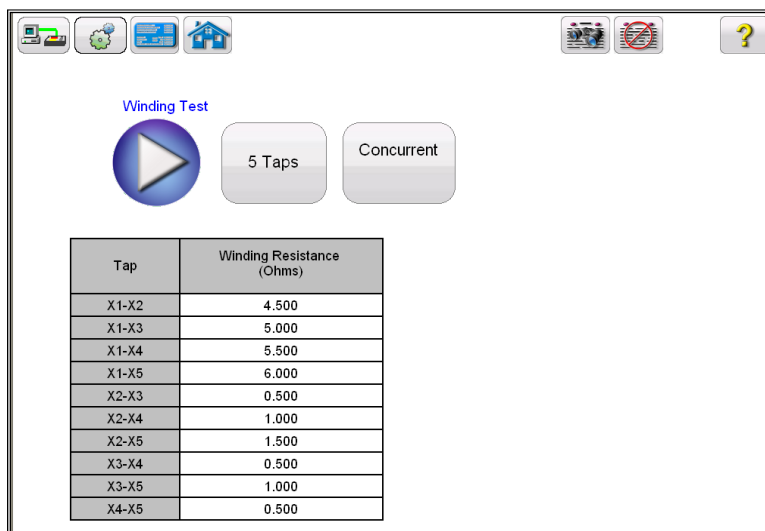 ?
Winding Test
5 Taps
Concurrent
Tap
Winding Resistance
(Ohms)
X1-X2 4.500
X1-X3 5.000
X1-X4 5.500
X1-X5 6.000
X2-X3 0.500
X2-X4 1.000
X2-X5 1.500
X3-X4 0.500
X3-X5 1.000
X4-X5 0.500